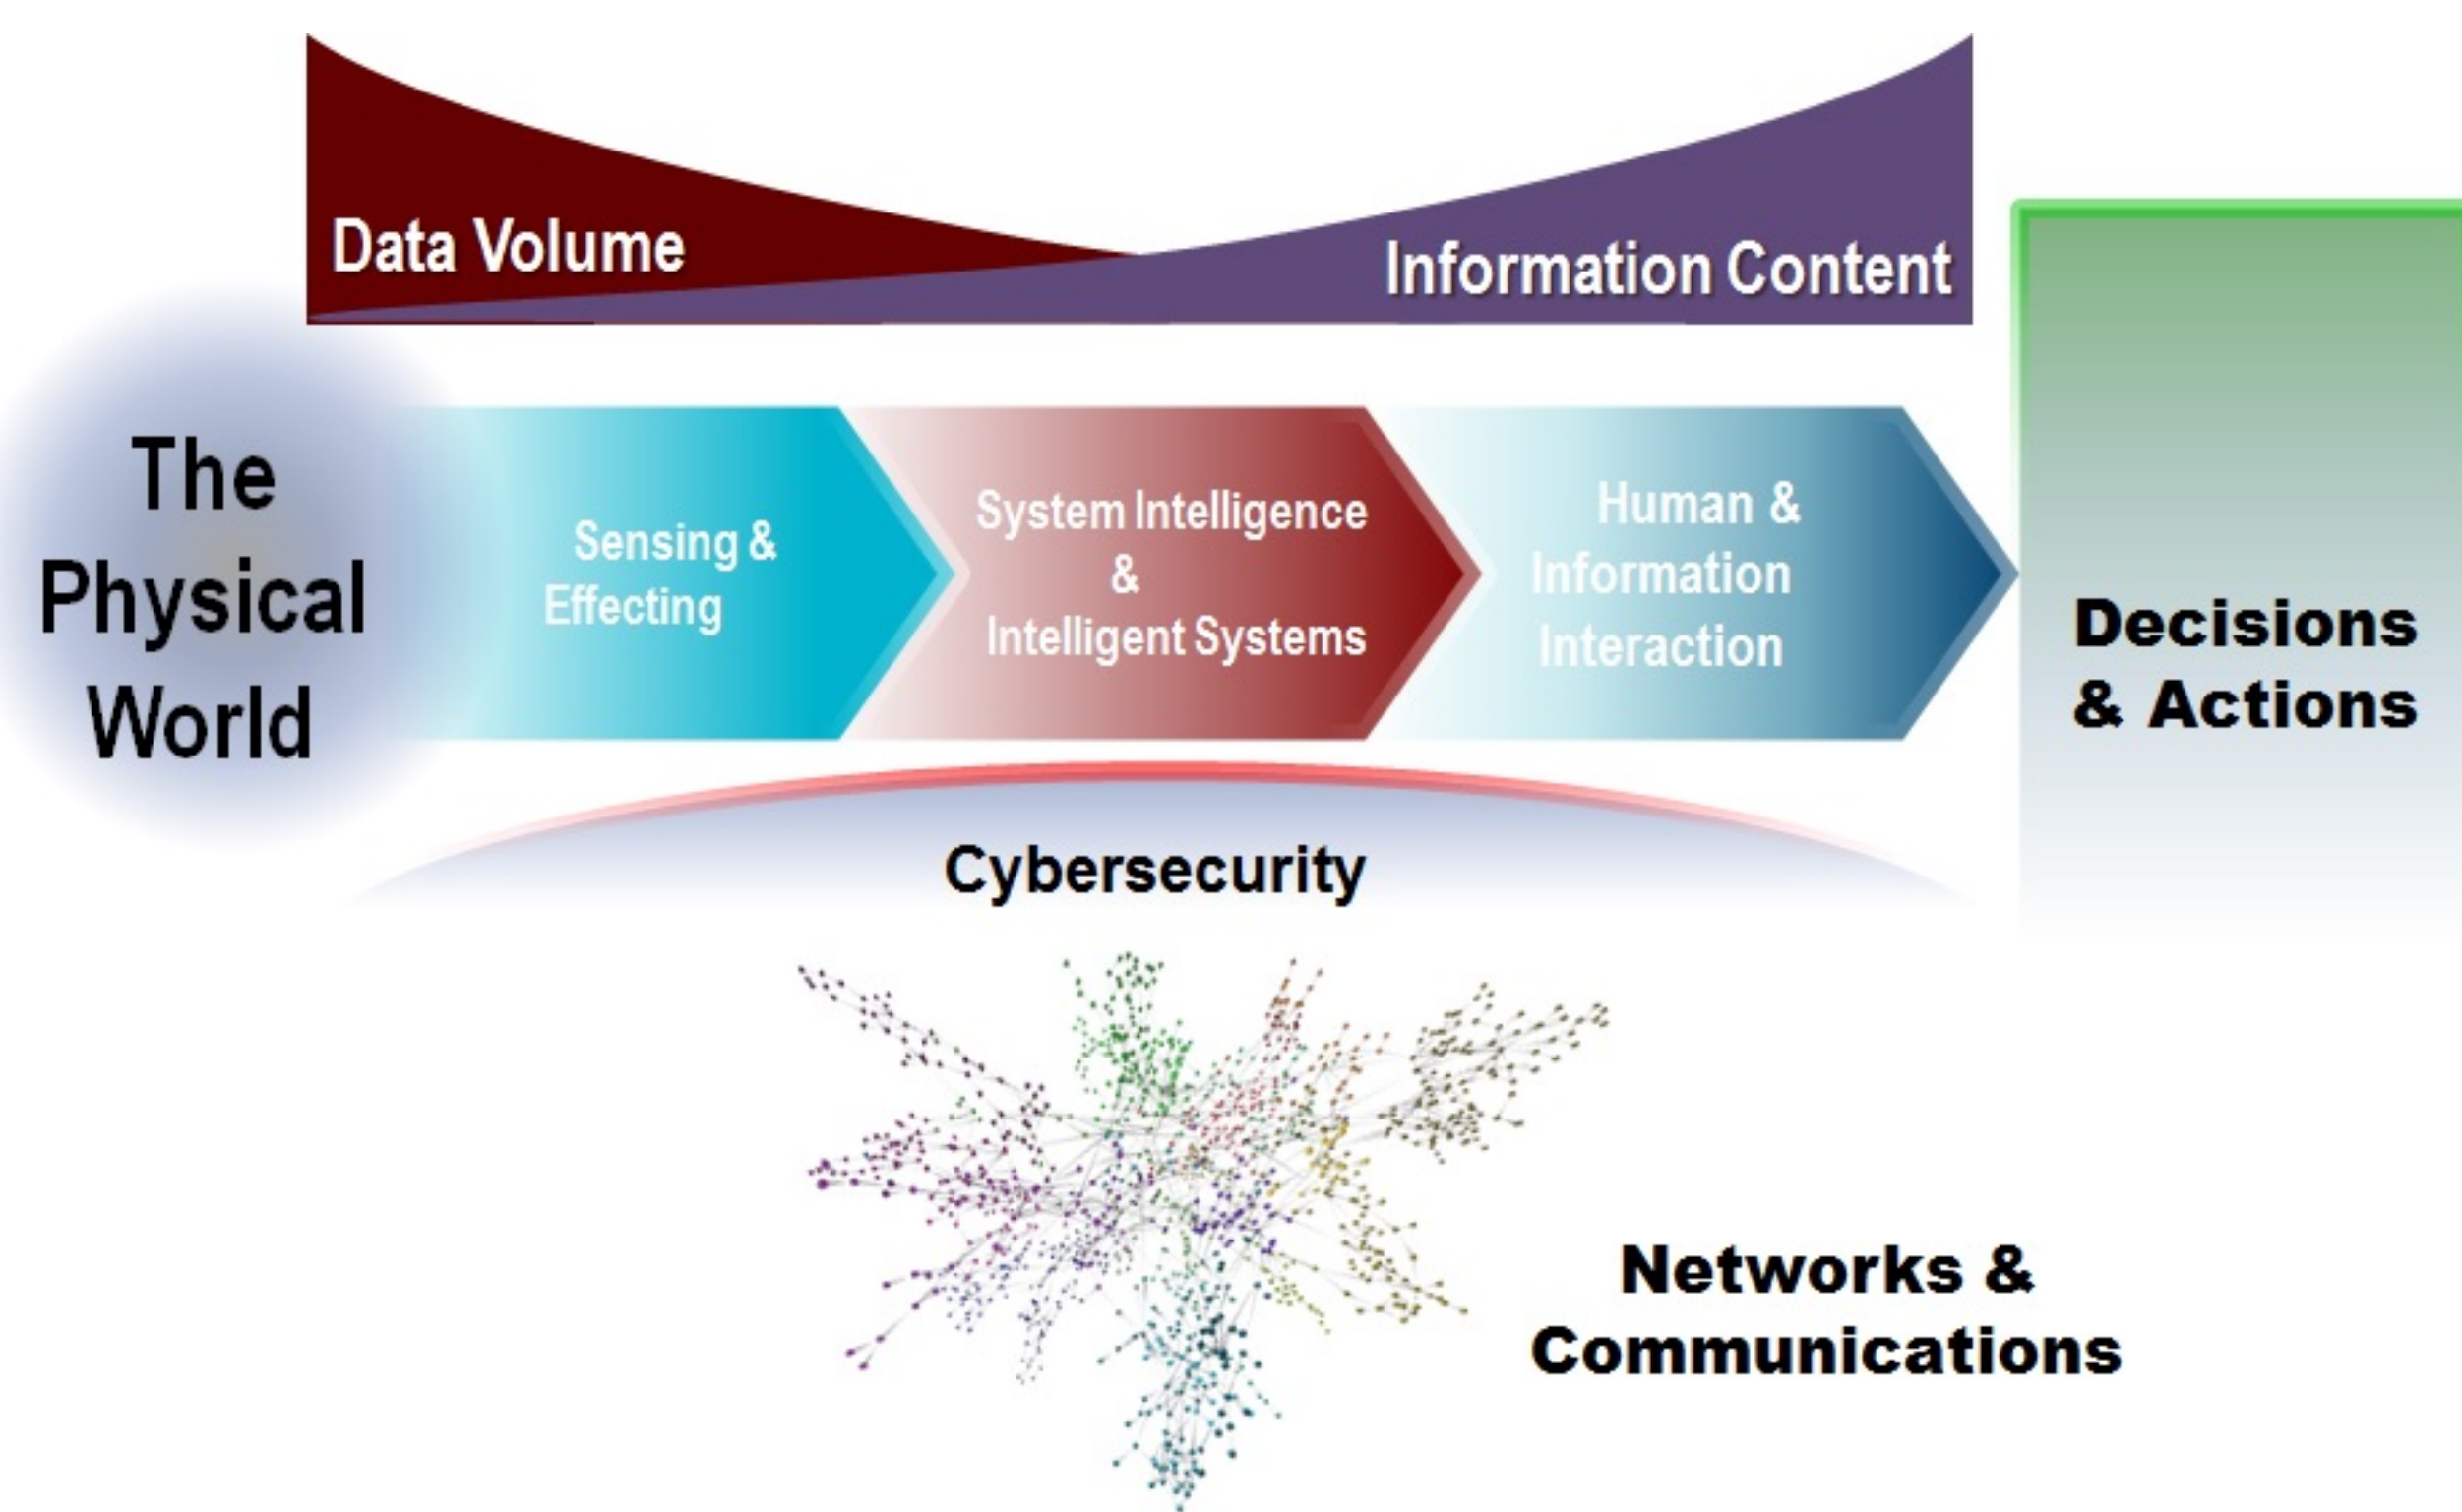 Data Volume
Information Content
The
Physical
World
Sensing &
Effecting
System Intelligence
&
Intelligent Systems
Human &
Information
Interaction
Decisions
& Actions
Cybersecurity
Networks &
Communications